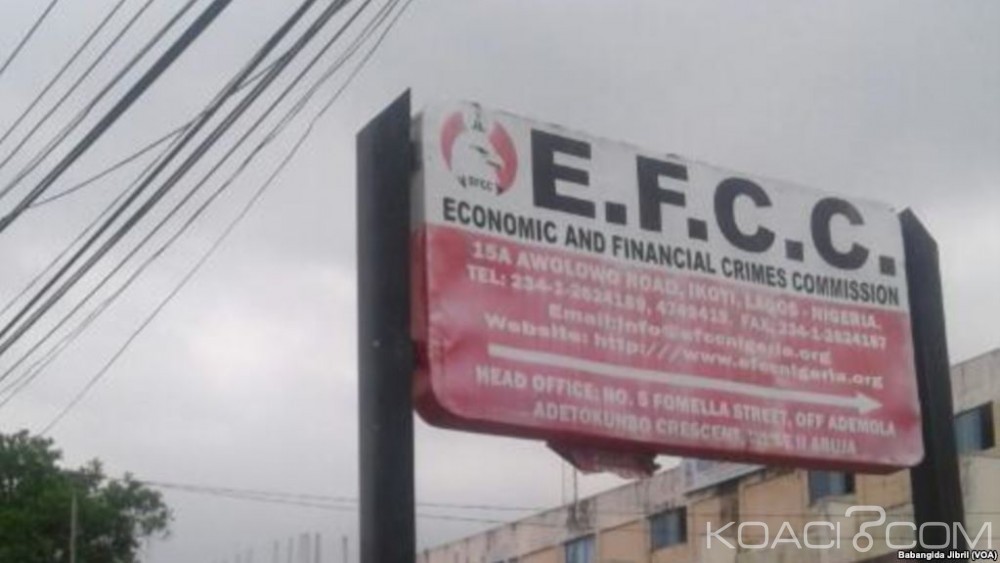 EFCC
E.F.C.C.
ECONOMIC AND FINANCIAL CRIMES COMMISSION
15A AWOLOWO ROAD, IKOYI, LAGOS - NIGERIA.
TEL: 234-1-2624189, FAX, 234-1-2624187
Email:info@efccnigeria.org
Website: http:///www.efccnigeria.org
HEAD OFFICE: NO. 5 FOMELLA STREET, OFF ADEMOLA
ADETOKUNBO CRESCENT, II ABUJA
KOACI.COM
Babangida Jibril (VOA)